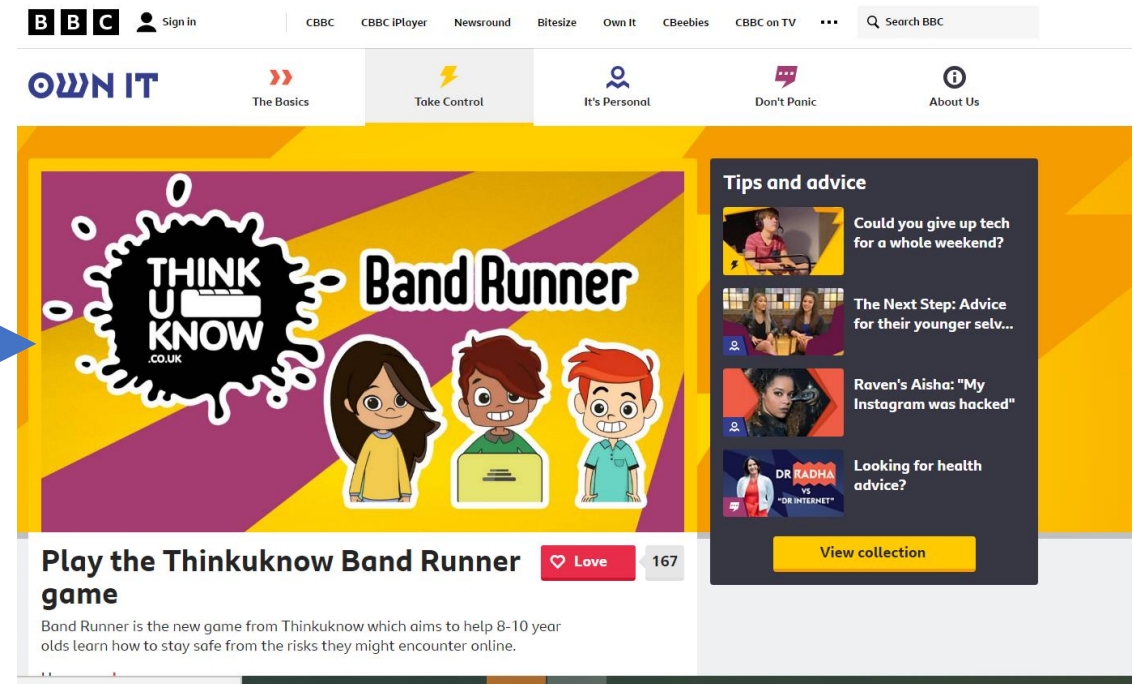 BBC
Sign in
CBBC
CBBC iPlayer
Newsround
Bitesize
Own It
CBeebies
CBBC on TV
Search BBC
OWN IT
The Basics
Take Control
It's Personal
Don't Panic
About Us
THINK
U
KNOW
.CO.UK
Band Runner
Tips and advice
Could you give up tech
for a whole weekend?
The Next Step: Advice
for their younger selv...
Raven's Aisha: "My
Instagram was hacked"
DR RADHA
VS
"DR INTERNET"
Looking for health
advice?
View collection
Play the Thinkuknow Band Runner
game
Love
167
Band Runner is the new game from Thinkuknow which aims to help 8-10 year
olds learn how to stay safe from the risks they might encounter online.